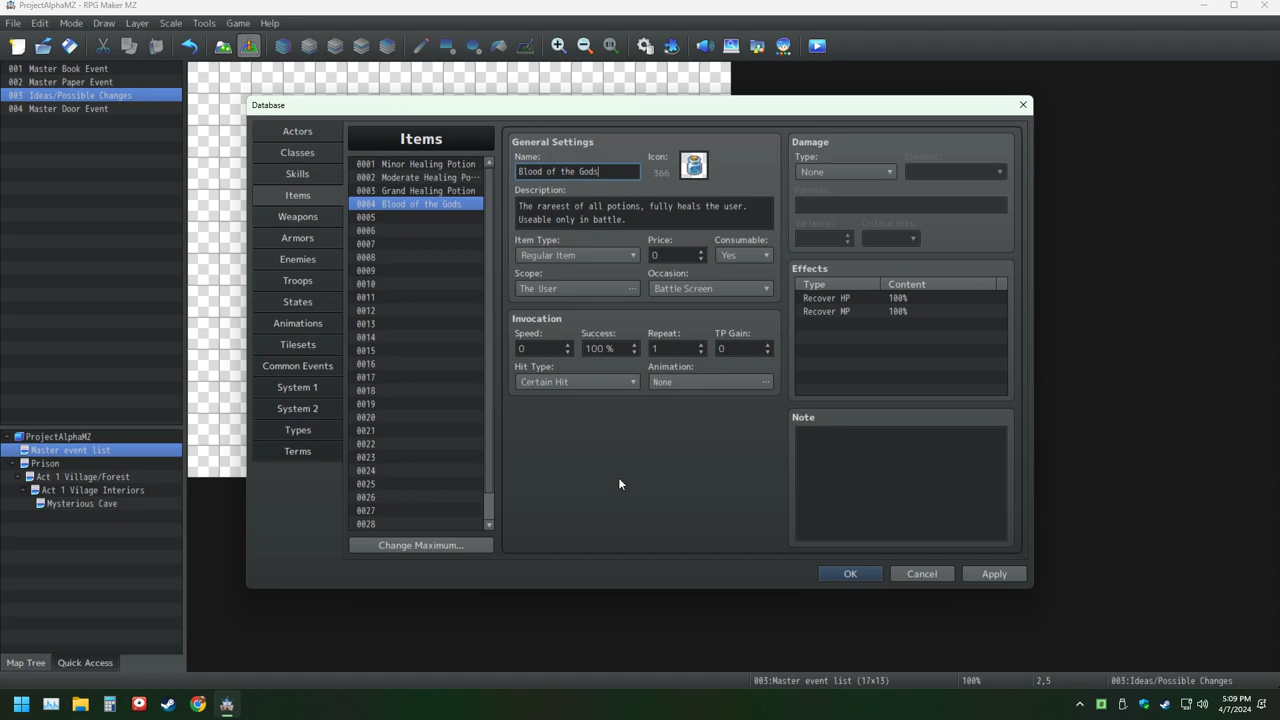 ProjectAlphaMZ - RPG Maker MZ
File Edit Mode Draw Layer Scale Tools Game Help
001 Master Book Event
002 Master Paper Event
003 Ideas/Possible Changes
004 Master Door Event
ProjectAlphaMZ
Master event list
Prison
Act 1 Village/Forest
Act 1 Vilage Interiors
Mysterious Cave
Map Tree Quick Access
Database
Actors
Classes
Skills
Items
Weapons
Armors
Enemies
Troops
States
Animations
Tilesets
Common Events
System 1
System 2
Types
Terms
Items
0001 Minor Healing Potion
0002 Moderate Healing Po···
0003 Grand Healing Potion
0004 Blood of the Gods
0005
0006
0007
0008
0009
0010
0011
0012
0013
0014
0015
0016
0017
0018
0019
0020
0021
0022
0023
0024
0025
0026
0027
0028
Change Maximum...
General Settings
Name: Icon:
Blood of the Gods 366
Description:
The rareest of all potions, fully heals the user.
Useable only in battle.
Item Type: Price: Consumable:
Regular Item 0 Yes
Scope: Occasion:
The User ... Battle Screen
Invocation
Speed: Success: Repeat: TP Gain:
0 100 % 1 0
Hit Type: Animation:
Certain Hit None ...
Damage
Type: Element:
None
Formula:
Variance: Critical Hits:
Effects
Type Content
Recover HP 100%
Recover MP 100%
Note
OK Cancel Apply
003:Master event list (17x13) 100% 2,5 003:Ideas/Possible Changes
5:09 PM
4/7/2024